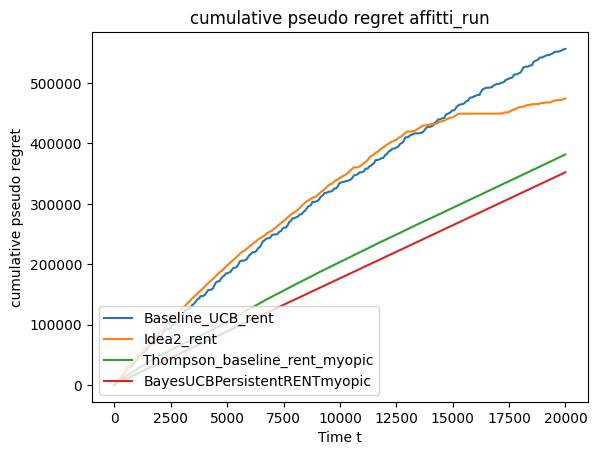 cumulative pseudo regret affitti_run
cumulative pseudo regret
500000
400000
300000
200000
100000
0
Baseline_UCB_rent
Idea2_rent
Thompson_baseline_rent_myopic
BayesUCBPersistentRENTmyopic
0 2500 5000 7500 10000 12500 15000 17500 20000
Time t